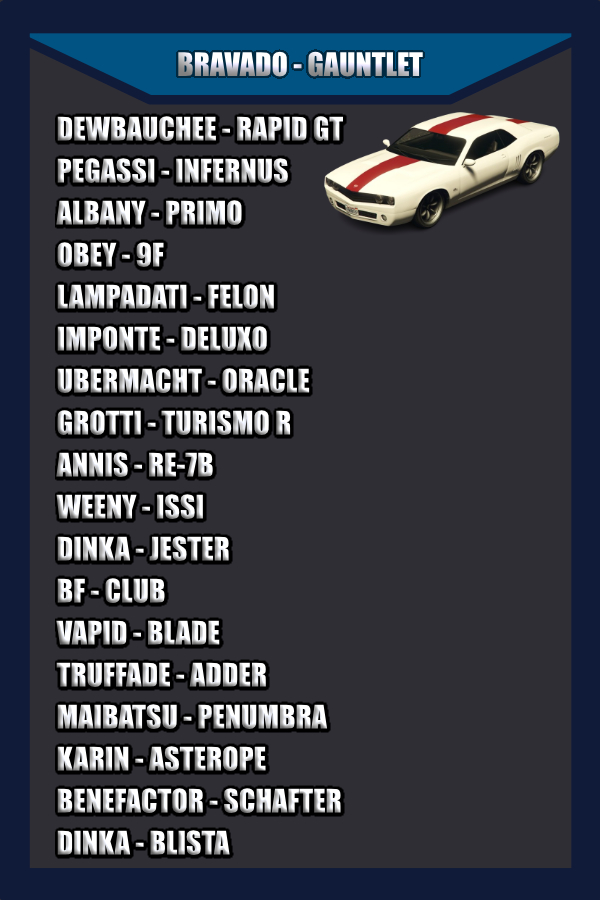 BRAVADO - GAUNTLET
DEWBAUCHEE - RAPID GT
PEGASSI - INFERNUS
ALBANY - PRIMO
OBEY - 9F
LAMPADATI - FELON
IMPONTE - DELUXO
UBERMACHT - ORACLE
GROTTI - TURISMO R
ANNIS - RE-7B
WEENY - ISSI
DINKA - JESTER
BF - CLUB
VAPID - BLADE
TRUFFADE - ADDER
MAIBATSU - PENUMBRA
KARIN - ASTEROPE
BENEFACTOR - SCHAFTER
DINKA - BLISTA